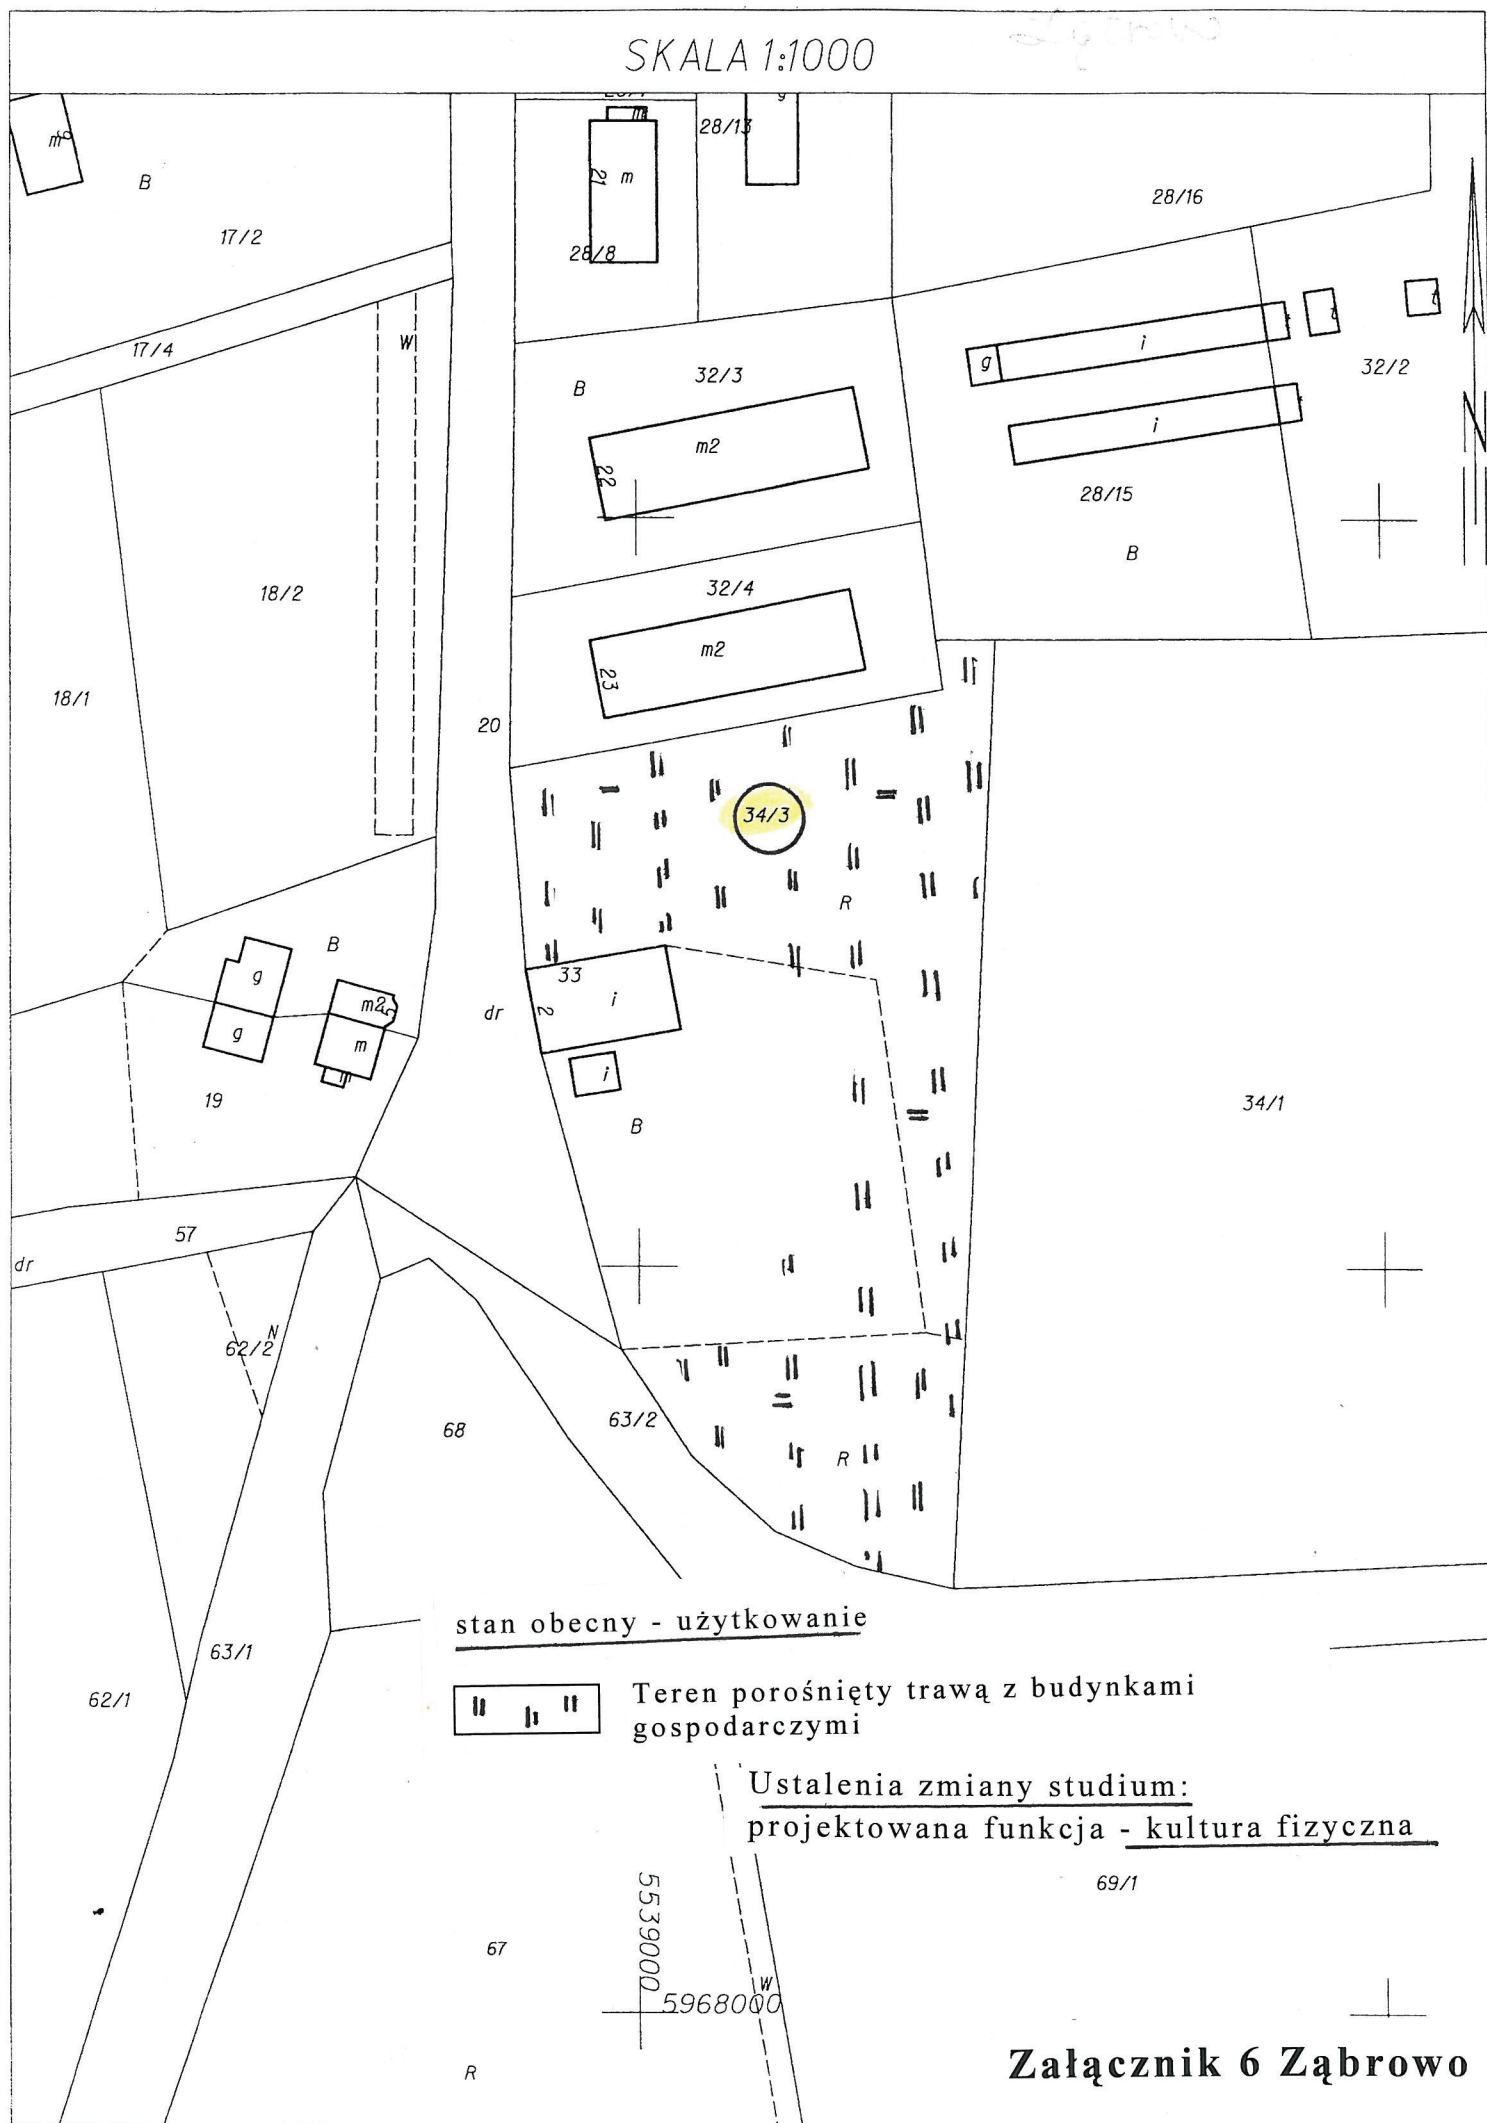 SKALA 1:1000
m
g
B
17/2
m
m
21
28/8
28/13
g
28/16
17/4
W
B
32/3
m2
22
g
i
t
t
32/2
i
28/15
B
18/2
32/4
m2
23
18/1
20
34/3
R
B
33
i
2
g
m2
5
g
m
dr
i
19
B
34/1
57
dr
N
62/2
68
63/2
R
stan obecny - użytkowanie
63/1
62/1
Teren porośnięty trawą z budynkami
gospodarczymi
Ustalenia zmiany studium:
projektowana funkcja - kultura fizyczna
69/1
5539000
67
W
5968000
Załącznik 6 Ząbrowo
R